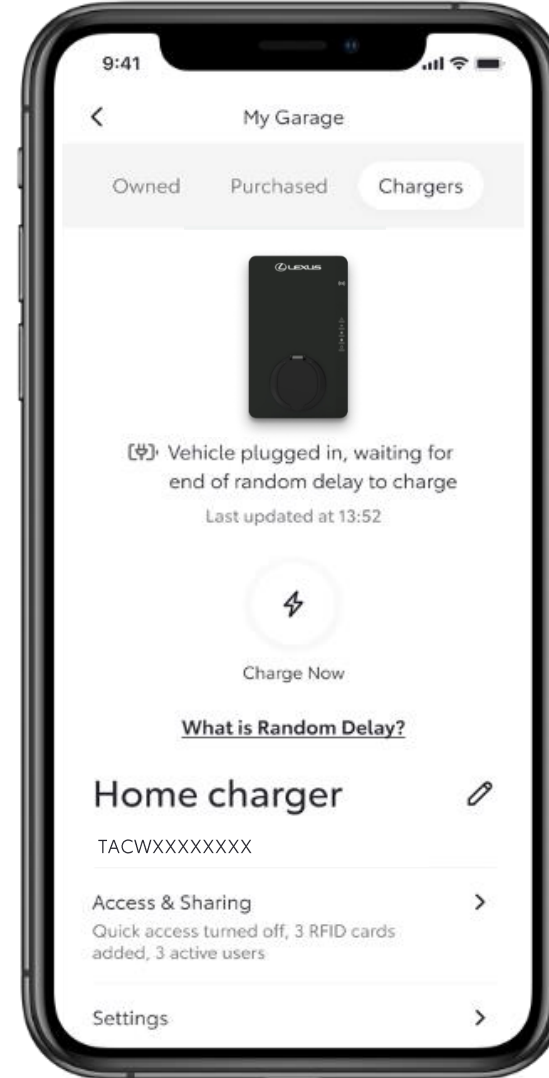 9:41
My Garage
Owned Purchased Chargers
LEXUS
Vehicle plugged in, waiting for
end of random delay to charge
Last updated at 13:52
Charge Now
What is Random Delay?
Home charger
TACWXXXXXXXX
Access & Sharing
Quick access turned off, 3 RFID cards
added, 3 active users
Settings